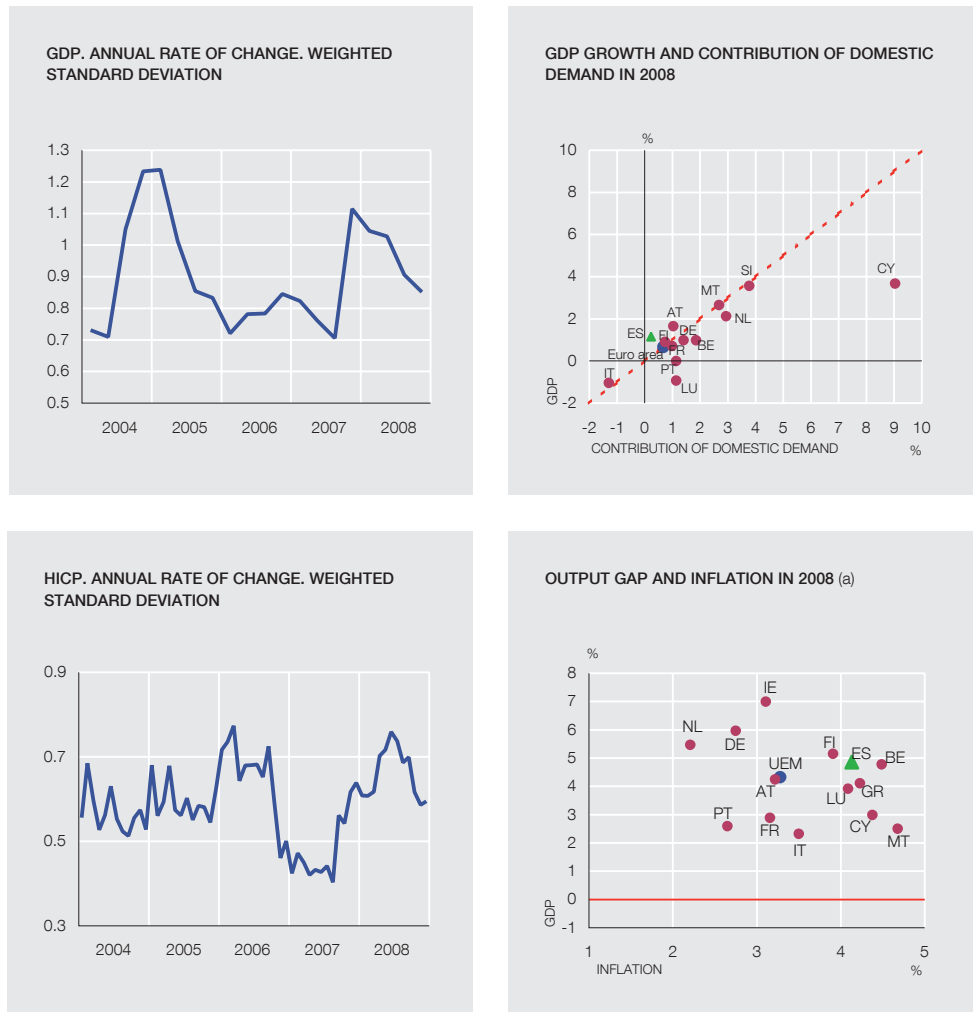 GDP. ANNUAL RATE OF CHANGE. WEIGHTED
STANDARD DEVIATION
1.3
1.2
1.1
1
0.9
0.8
0.7
0.6
0.5
2004 2005 2006 2007 2008
GDP GROWTH AND CONTRIBUTION OF DOMESTIC
DEMAND IN 2008
%
10
8
6
4
2
0
-2
GDP
SI
CY
MT
NL
AT
ES
FI
DE
BE
FR
Euro area
PT
IT
LU
-2 -1 0 1 2 3 4 5 6 7 8 9 10
CONTRIBUTION OF DOMESTIC DEMAND %
HICP. ANNUAL RATE OF CHANGE. WEIGHTED
STANDARD DEVIATION
0.9
0.7
0.5
0.3
2004 2005 2006 2007 2008
OUTPUT GAP AND INFLATION IN 2008 (a)
%
8
7
6
5
4
3
2
1
0
-1
GDP
IE
NL
DE
FI
ES
BE
UEM
AT
LU
GR
PT
FR
IT
CY
MT
1 2 3 4 5
INFLATION %